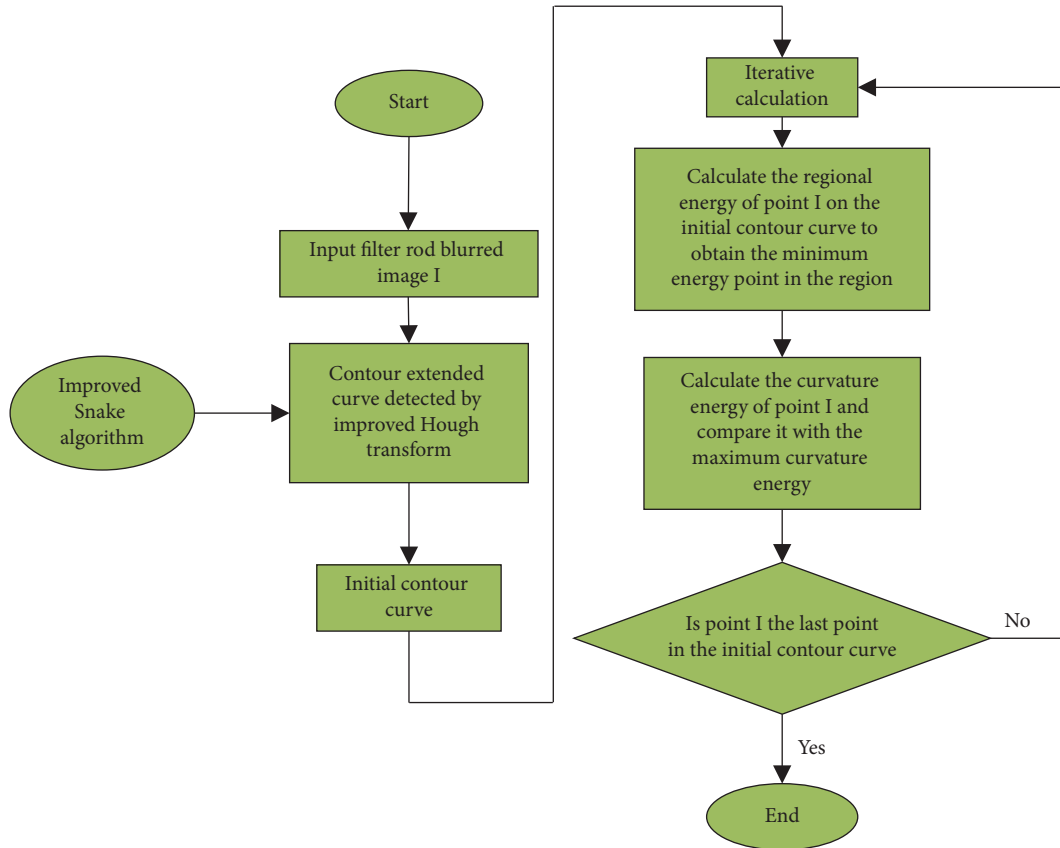 Start
Input filter rod blurred
image I
Improved
Snake
algorithm
Contour extended
curve detected by
improved Hough
transform
Initial contour
curve
Iterative
calculation
Calculate the regional
energy of point I on the
initial contour curve to
obtain the minimum
energy point in the region
Calculate the curvature
energy of point I and
compare it with the
maximum curvature
energy
Is point I the last point
in the initial contour curve
No
Yes
End